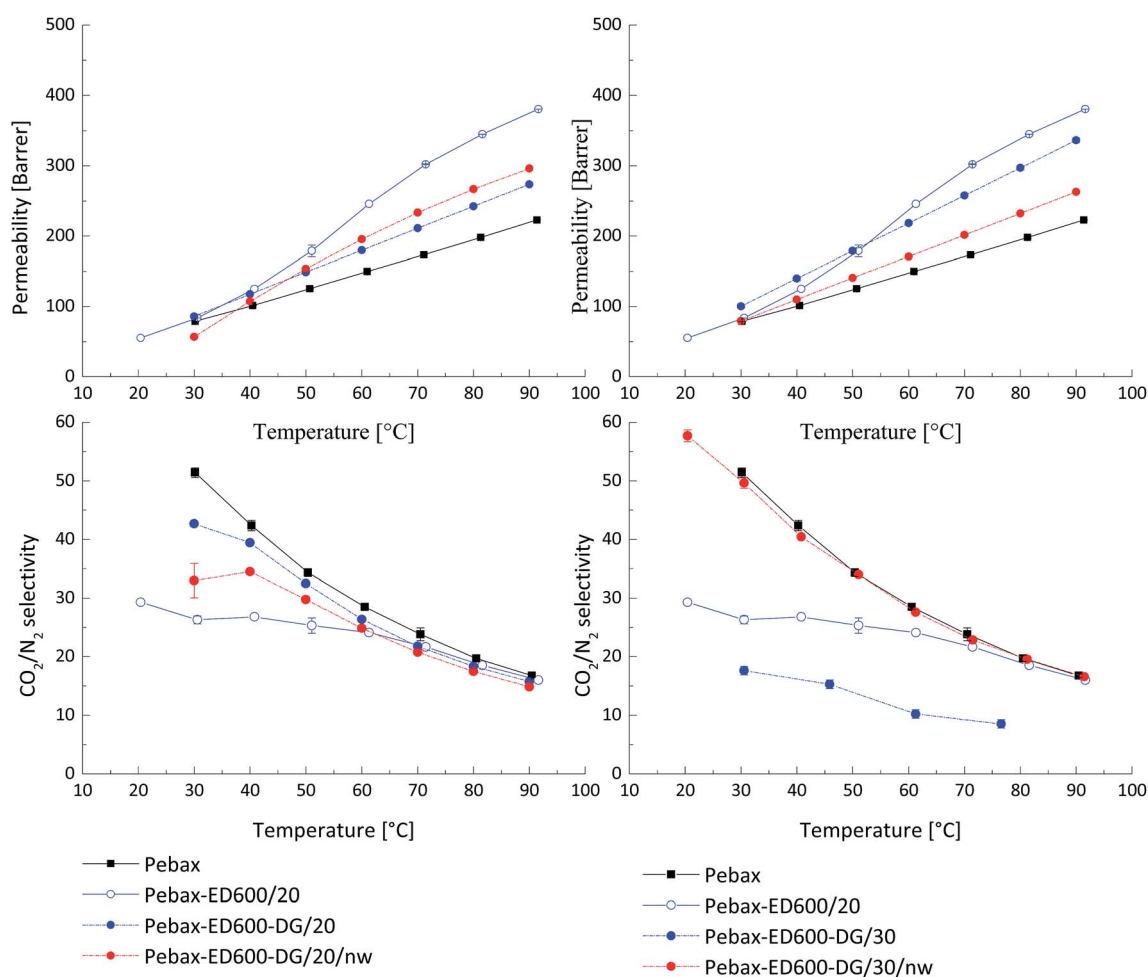 500
400
300
200
100
0
Permeability [Barrer]
10 20 30 40 50 60 70 80 90 100
Temperature [°C]
500
400
300
200
100
0
Permeability [Barrer]
10 20 30 40 50 60 70 80 90 100
Temperature [°C]
60
50
40
30
20
10
0
CO₂/N₂ selectivity
10 20 30 40 50 60 70 80 90 100
Temperature [°C]
60
50
40
30
20
10
0
CO₂/N₂ selectivity
10 20 30 40 50 60 70 80 90 100
Temperature [°C]
Pebax
Pebax-ED600/20
Pebax-ED600-DG/20
Pebax-ED600-DG/20/nw
Pebax
Pebax-ED600/20
Pebax-ED600-DG/30
Pebax-ED600-DG/30/nw